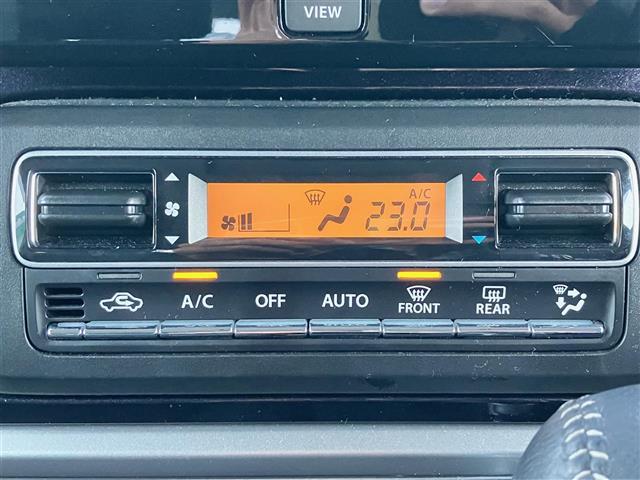 VIEW
A/C
23.0
A/C OFF AUTO FRONT REAR